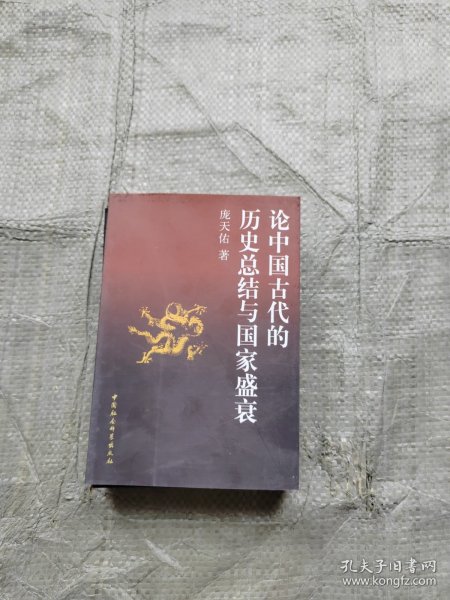 论中国古代的
历史总结与国家盛衰
庞天佑 著
中国社会科学出版社
孔夫子旧书网
www.kongfz.com